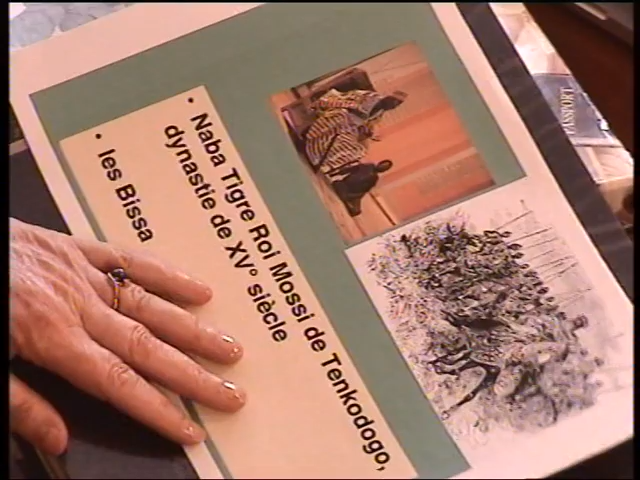 • Naba Tigre Roi Mossi de Tenkodogo,
dynastie de XV° siècle
• les Bissa
PASSPORT